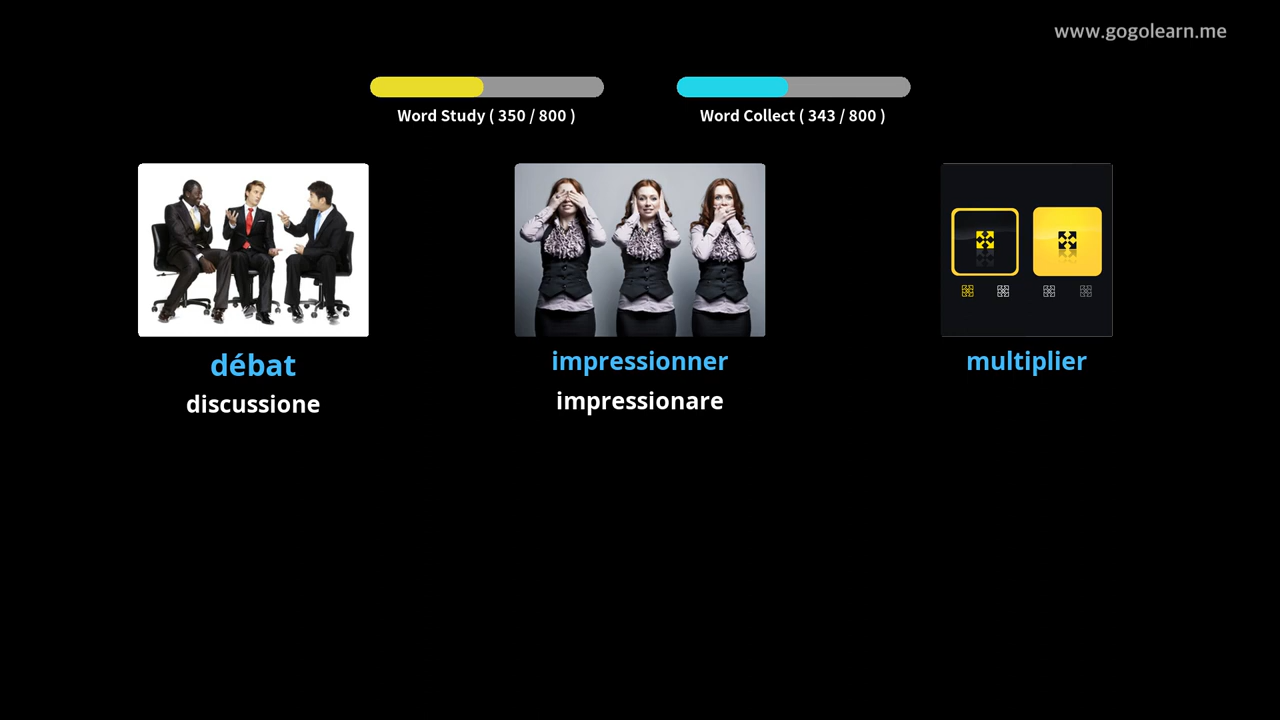 www.gogolearn.me
Word Study ( 350 / 800 )
Word Collect ( 343 / 800 )
débat
impressionner
multiplier
discussione
impressionare